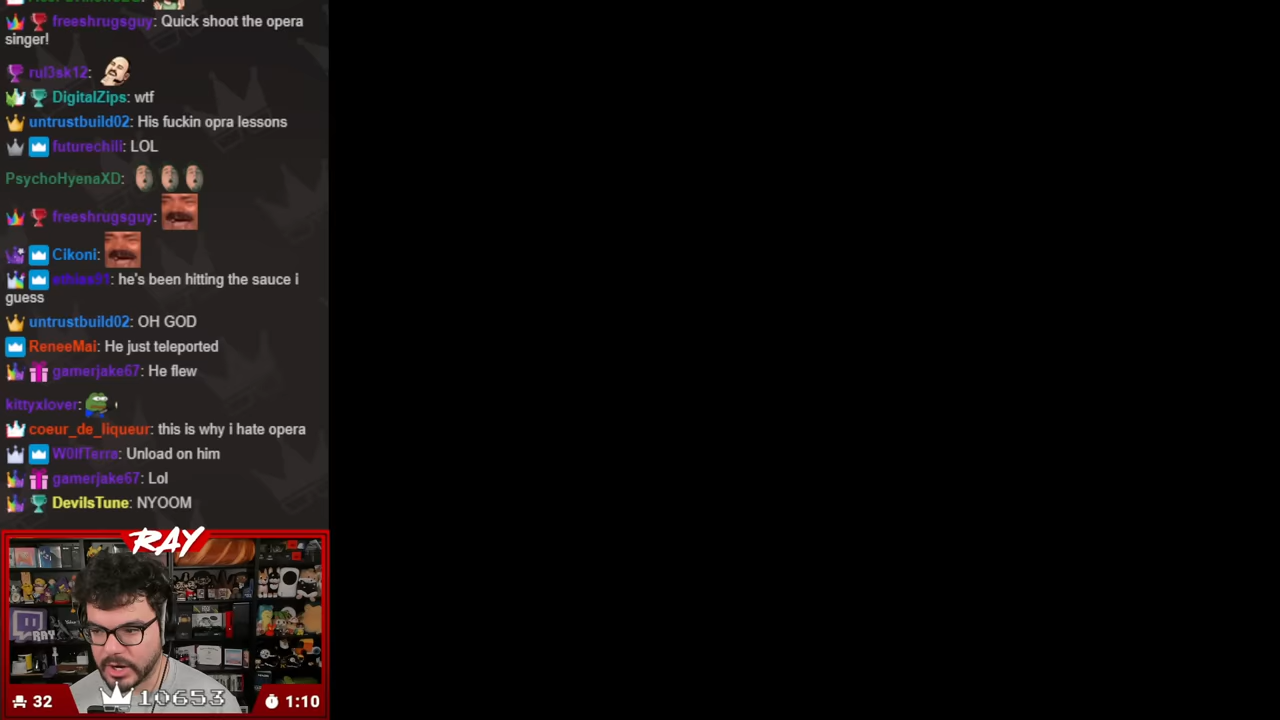 freeshrugsguy: Quick shoot the opera
singer!
rul3sk12:
DigitalZips: wtf
untrustbuild02: His fuckin opra lessons
futurechili: LOL
PsychoHyenaXD:
freeshrugsguy:
Cikoni:
he's been hitting the sauce i
guess
untrustbuild02: OH GOD
ReneeMai: He just teleported
gamerjake67: He flew
kittyxlover:
coeur_de_liqueur: this is why i hate opera
W0lfTerra: Unload on him
gamerjake67: Lol
DevilsTune: NYOOM
RAY
RAY
32
10653
1:10